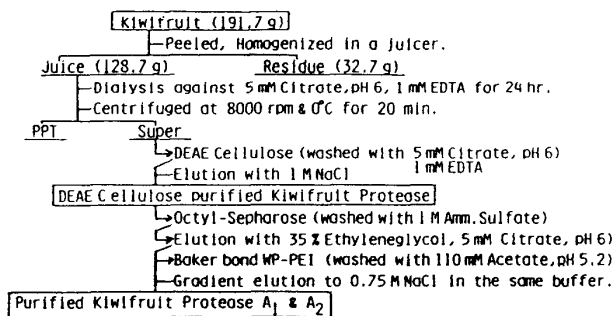 Kiwifruit (191.7 g)
Peeled, Homogenized in a juicer.
Juice (128.7 g) Residue (32.7 g)
Dialysis against 5 mM Citrate, pH 6, 1 mM EDTA for 24 hr.
Centrifuged at 8000 rpm & 0°C for 20 min.
PPT Super
DEAE Cellulose (washed with 5 mM Citrate, pH 6)
1 mM EDTA
Elution with 1 M NaCl
DEAE Cellulose purified Kiwifruit Protease
Octyl-Sepharose (washed with 1 M Amm. Sulfate)
Elution with 35 % Ethyleneglycol, 5 mM Citrate, pH 6)
Baker bond WP-PEI (washed with 110 mM Acetate, pH 5.2)
Gradient elution to 0.75 M NaCl in the same buffer.
Purified Kiwifruit Protease A1 & A2